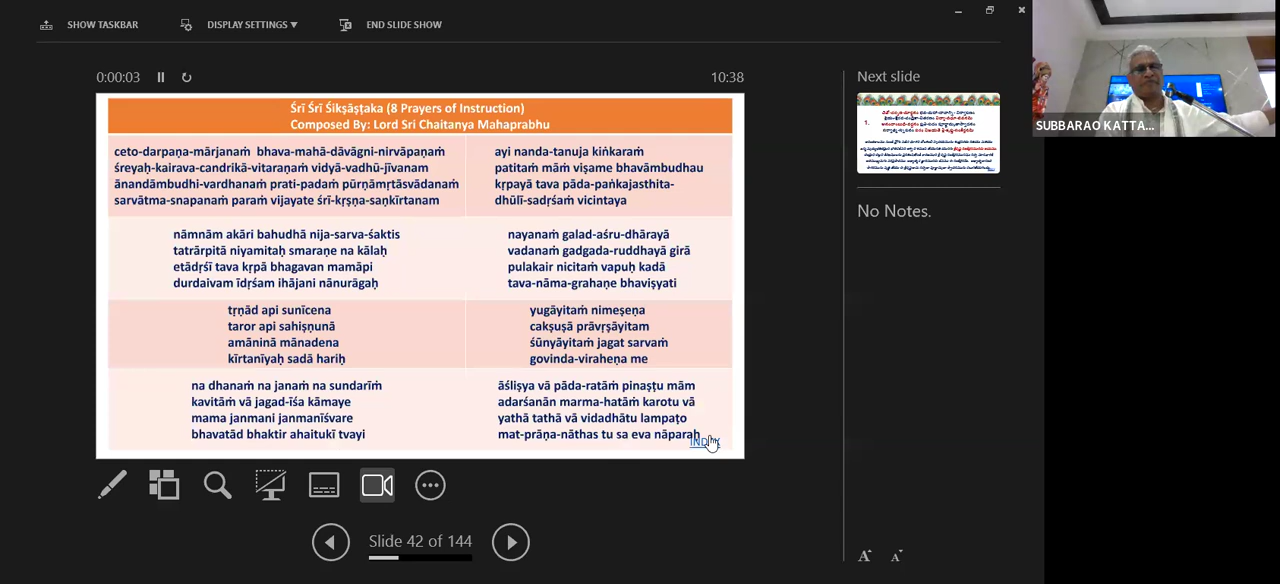 SHOW TASKBAR
DISPLAY SETTINGS ▾
END SLIDE SHOW
0:00:03
10:38
Śrī Śrī Śikṣāṣṭaka (8 Prayers of Instruction)
Composed By: Lord Sri Chaitanya Mahaprabhu
ceto-darpaṇa-mārjanaṁ bhava-mahā-dāvāgni-nirvāpaṇaṁ
śreyaḥ-kairava-candrikā-vitaraṇaṁ vidyā-vadhū-jīvanam
ānandāmbudhi-vardhanaṁ prati-padaṁ pūrṇāmṛtāsvādanaṁ
sarvātma-snapanaṁ paraṁ vijayate śrī-kṛṣṇa-saṅkīrtanam
ayi nanda-tanuja kiṅkaraṁ
patitaṁ māṁ viṣame bhavāmbudhau
kṛpayā tava pāda-paṅkajasthita-
dhūlī-sadṛśaṁ vicintaya
nāmnām akāri bahudhā nija-sarva-śaktis
tatrārpitā niyamitaḥ smaraṇe na kālaḥ
etādṛśī tava kṛpā bhagavan mamāpi
durdaivam īdṛśam ihājani nānurāgaḥ
nayanaṁ galad-aśru-dhārayā
vadanaṁ gadgada-ruddhayā girā
pulakair nicitaṁ vapuḥ kadā
tava-nāma-grahaṇe bhaviṣyati
tṛṇād api sunīcena
taror api sahiṣṇunā
amāninā mānadena
kīrtanīyaḥ sadā hariḥ
yugāyitaṁ nimeṣeṇa
cakṣuṣā prāvṛṣāyitam
śūnyāyitaṁ jagat sarvaṁ
govinda-viraheṇa me
na dhanaṁ na janaṁ na sundarīṁ
kavitāṁ vā jagad-īśa kāmaye
mama janmani janmanīśvare
bhavatād bhaktir ahaitukī tvayi
āśliṣya vā pāda-ratāṁ pinaṣṭu mām
adarśanān marma-hatāṁ karotu vā
yathā tathā vā vidadhātu lampaṭo
mat-prāṇa-nāthas tu sa eva nāparaḥ
Slide 42 of 144
Next slide
1.
No Notes.
A A
SUBBARAO KATTA...